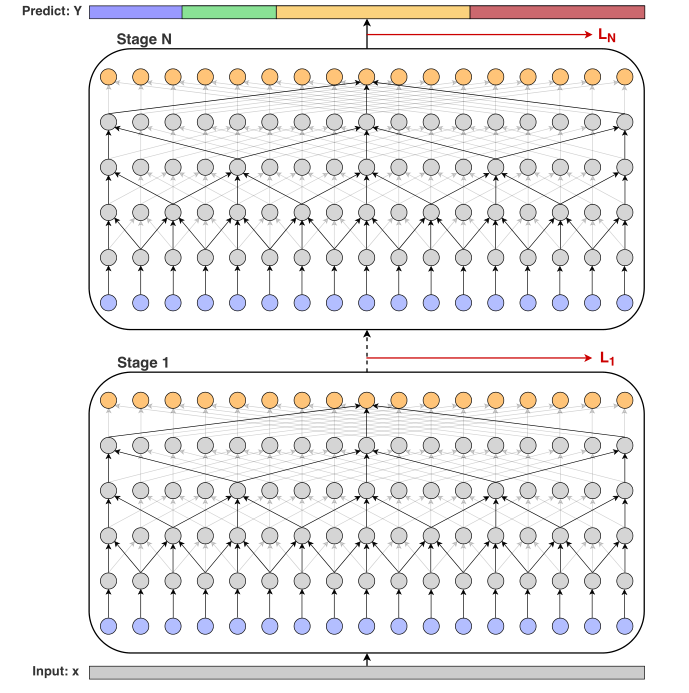 Predict: Y
Stage N
L_N
Stage 1
L_1
Input: x